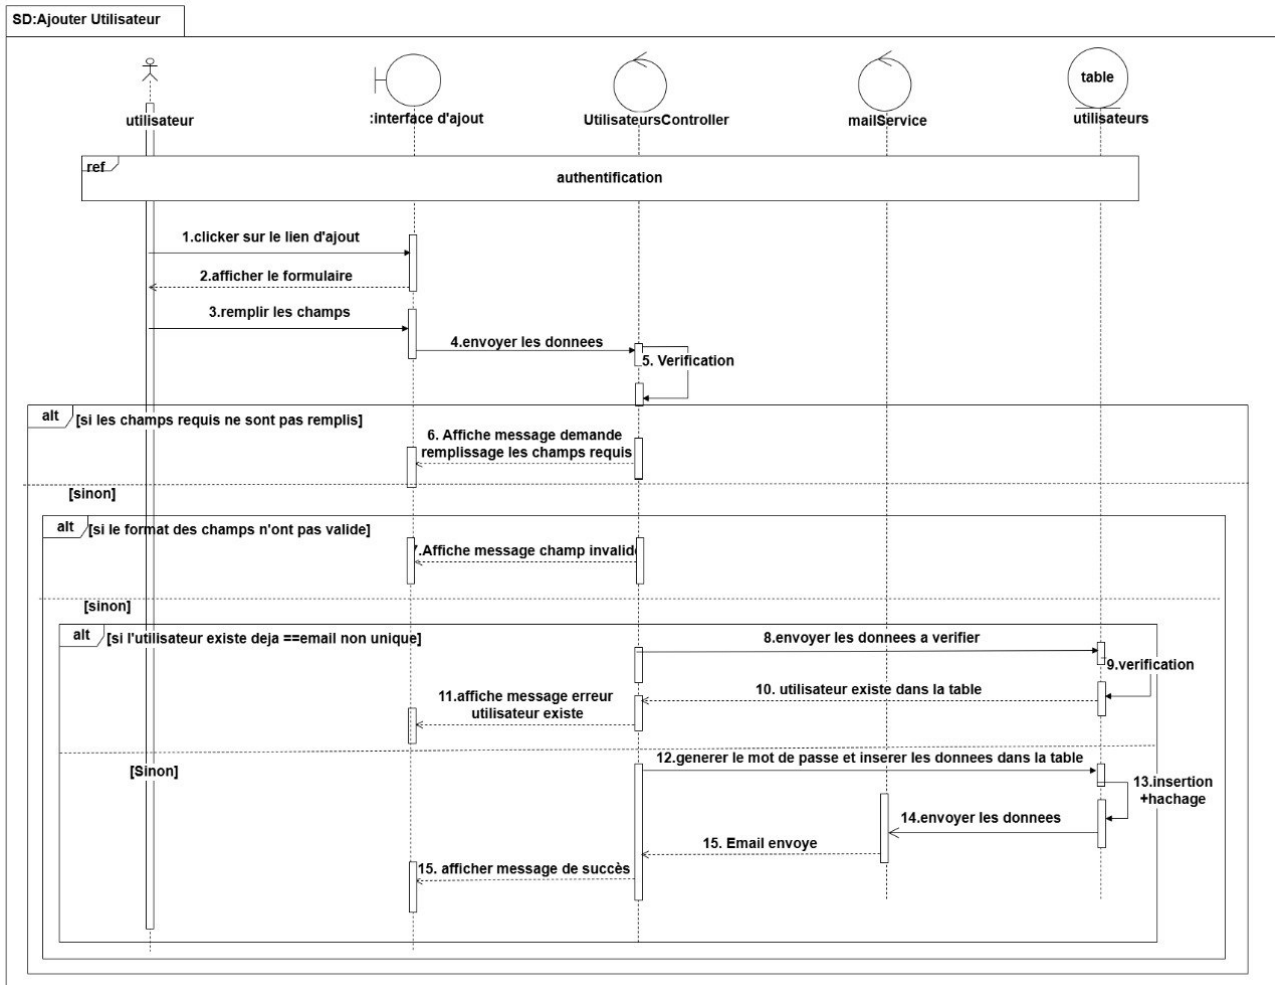 SD:Ajouter Utilisateur
table
utilisateur
:interface d'ajout
UtilisateursController
mailService
utilisateurs
ref
authentification
1.clicker sur le lien d'ajout
2.afficher le formulaire
3.remplir les champs
4.envoyer les donnees
5. Verification
alt
[si les champs requis ne sont pas remplis]
6. Affiche message demande
remplissage les champs requis
[sinon]
alt
[si le format des champs n'ont pas valide]
7.Affiche message champ invalide
[sinon]
alt
[si l'utilisateur existe deja ==email non unique]
8.envoyer les donnees a verifier
9.verification
10. utilisateur existe dans la table
11.affiche message erreur
utilisateur existe
[Sinon]
12.generer le mot de passe et inserer les donnees dans la table
13.insertion
+hachage
14.envoyer les donnees
15. Email envoye
15. afficher message de succès